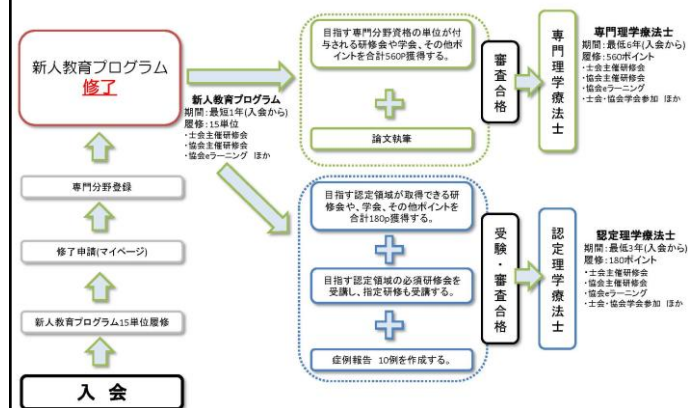 新人教育プログラム
修了
新人教育プログラム
期間:最短1年(入会から)
履修:15単位
・士会主催研修会
・協会主催研修会
・協会eラーニング ほか
専門分野登録
修了申請(マイページ)
新人教育プログラム15単位履修
入 会
目指す専門分野資格の単位が付
与される研修会や学会、その他ポ
イントを合計560P獲得する。
論文執筆
審査合格
専門理学療法士
専門理学療法士
期間:最低6年(入会から)
履修:560ポイント
・士会主催研修会
・協会主催研修会
・協会eラーニング
・士会・協会学会参加 ほか
目指す認定領域が取得できる研
修会や、学会、その他ポイントを
合計180p獲得する。
目指す認定領域の必須研修会を
受講し、指定研修も受講する。
症例報告 10例を作成する。
受験・審査合格
認定理学療法士
認定理学療法士
期間:最低3年(入会から)
履修:180ポイント
・士会主催研修会
・協会主催研修会
・協会eラーニング
・士会・協会学会参加 ほか